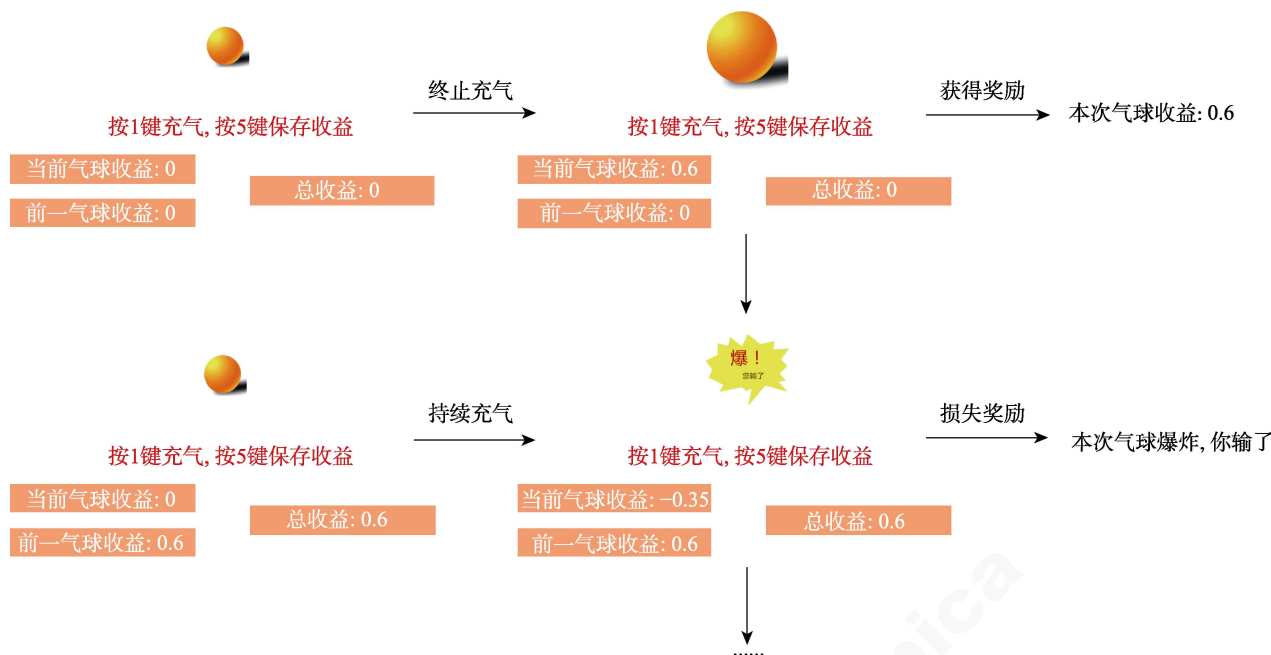 终止充气
获得奖励
本次气球收益: 0.6
按1键充气, 按5键保存收益
按1键充气, 按5键保存收益
当前气球收益: 0
总收益: 0
前一气球收益: 0
当前气球收益: 0.6
总收益: 0
前一气球收益: 0
爆！
您输了
持续充气
损失奖励
本次气球爆炸, 你输了
按1键充气, 按5键保存收益
按1键充气, 按5键保存收益
当前气球收益: 0
总收益: 0.6
前一气球收益: 0.6
当前气球收益: −0.35
总收益: 0.6
前一气球收益: 0.6
......